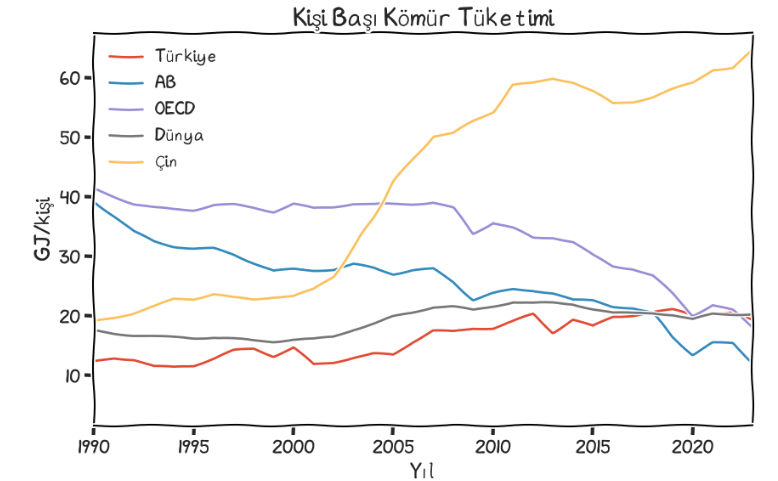 Kişi Başı Kömür Tüketimi
Türkiye
AB
OECD
Dünya
Çin
60
50
40
30
20
10
GJ/kişi
1990 1995 2000 2005 2010 2015 2020
Yıl